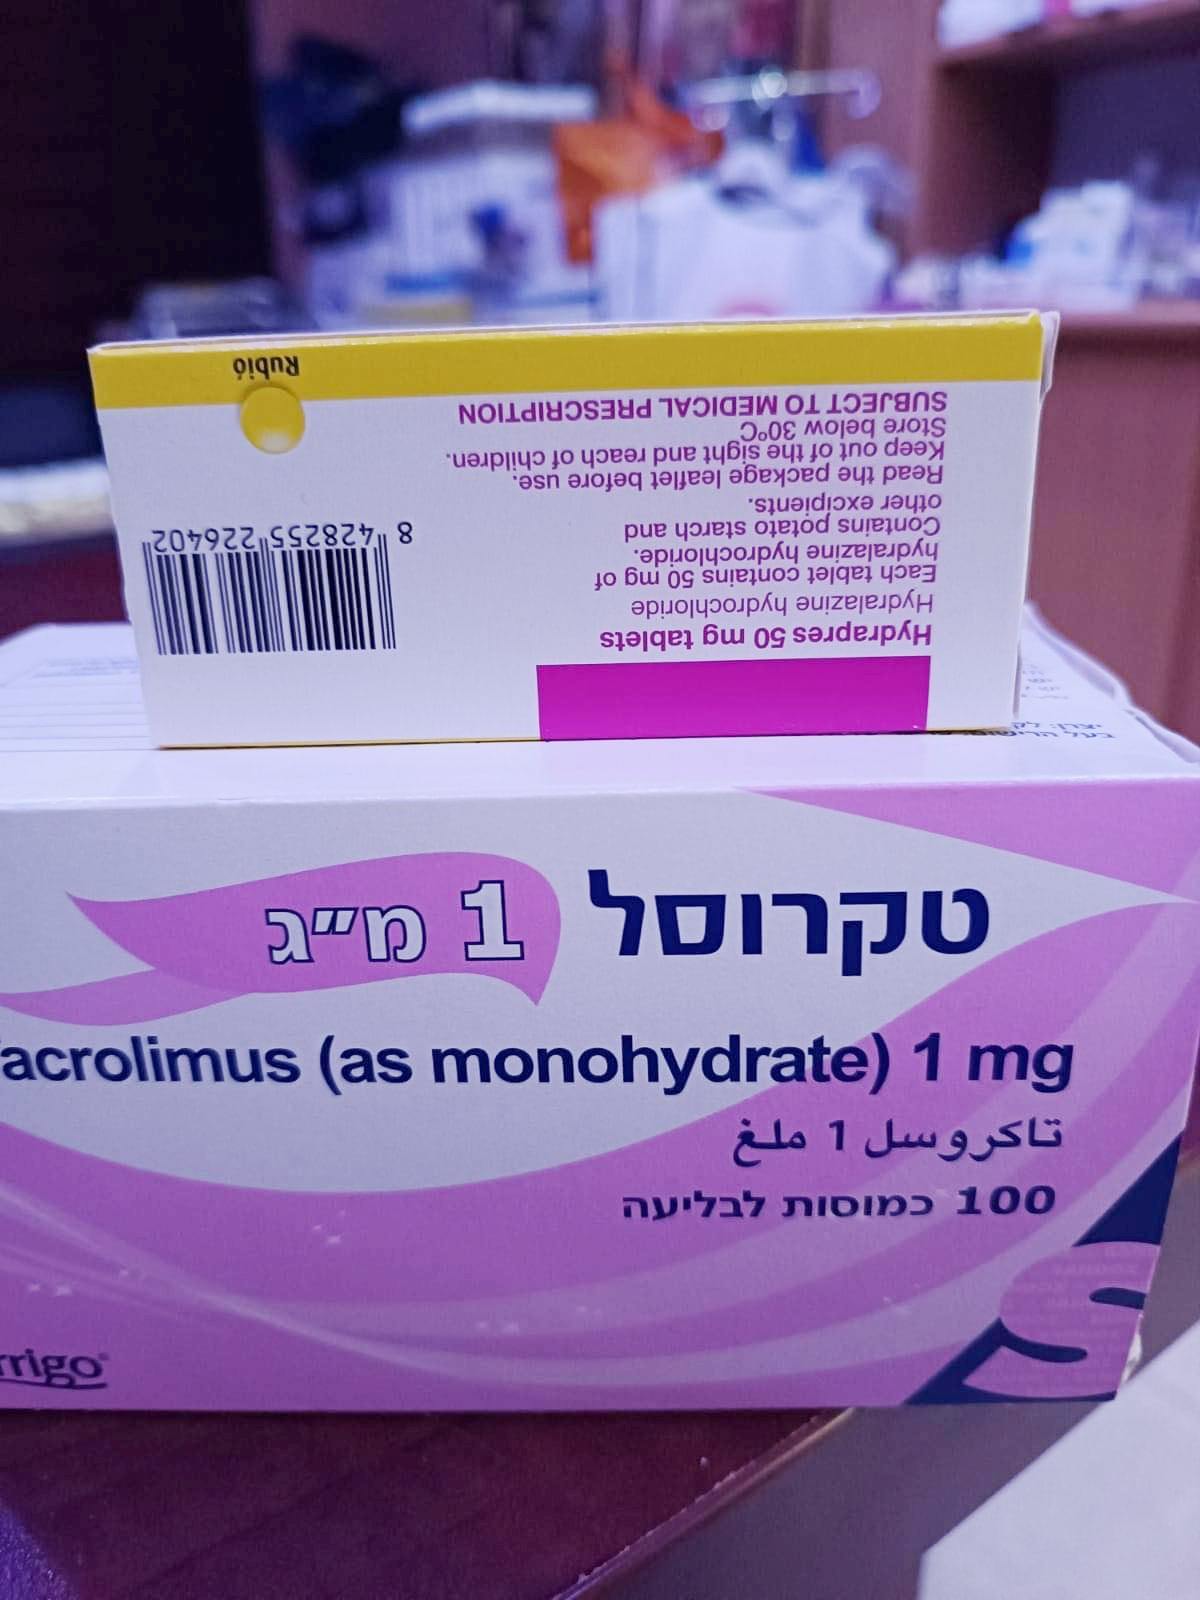 Hydrapres 50 mg tablets
Hydralazine hydrochloride
Each tablet contains 50 mg of
hydralazine hydrochloride.
Contains potato starch and
other excipients.
Read the package leaflet before use.
Keep out of the sight and reach of children.
Store below 30°C
SUBJECT TO MEDICAL PRESCRIPTION
8 428255 226402
Rubió
טקרוסל 1 מ״ג
acrolimus (as monohydrate) 1 mg
تاكروسل 1 ملغ
100 כמוסות לבליעה
rrigo